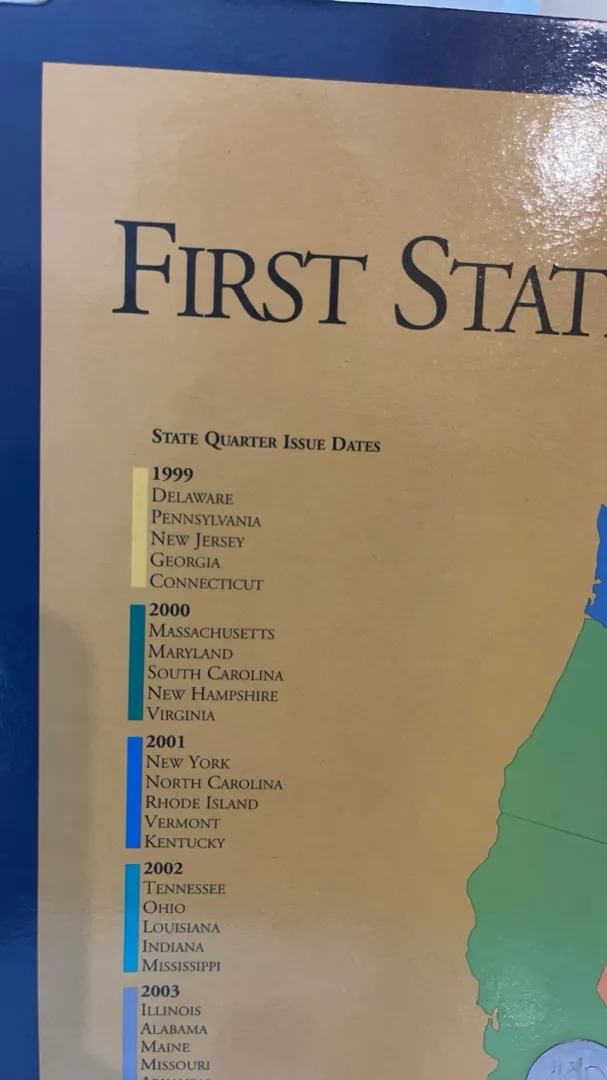 FIRST STAT
STATE QUARTER ISSUE DATES
1999
DELAWARE
PENNSYLVANIA
NEW JERSEY
GEORGIA
CONNECTICUT
2000
MASSACHUSETTS
MARYLAND
SOUTH CAROLINA
NEW HAMPSHIRE
VIRGINIA
2001
NEW YORK
NORTH CAROLINA
RHODE ISLAND
VERMONT
KENTUCKY
2002
TENNESSEE
OHIO
LOUISIANA
INDIANA
MISSISSIPPI
2003
ILLINOIS
ALABAMA
MAINE
MISSOURI